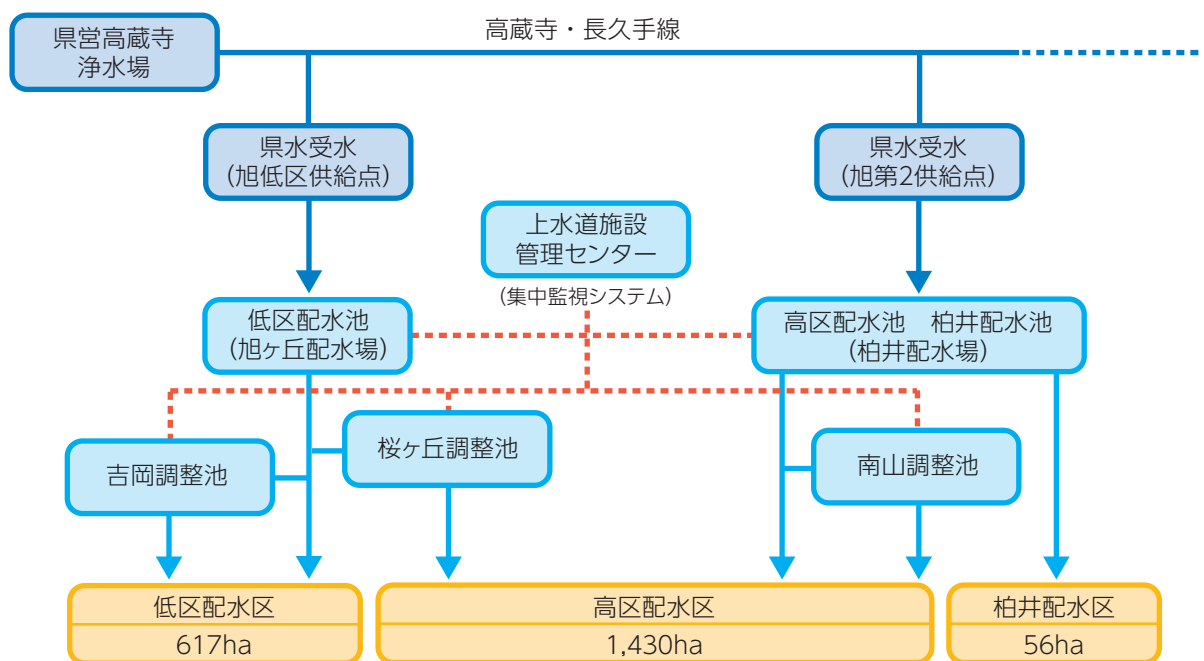 高蔵寺・長久手線
県営高蔵寺
浄水場
県水受水
(旭低区供給点)
県水受水
(旭第2供給点)
上水道施設
管理センター
(集中監視システム)
低区配水池
(旭ヶ丘配水場)
高区配水池　柏井配水池
(柏井配水場)
吉岡調整池
桜ヶ丘調整池
南山調整池
低区配水区
617ha
高区配水区
1,430ha
柏井配水区
56ha